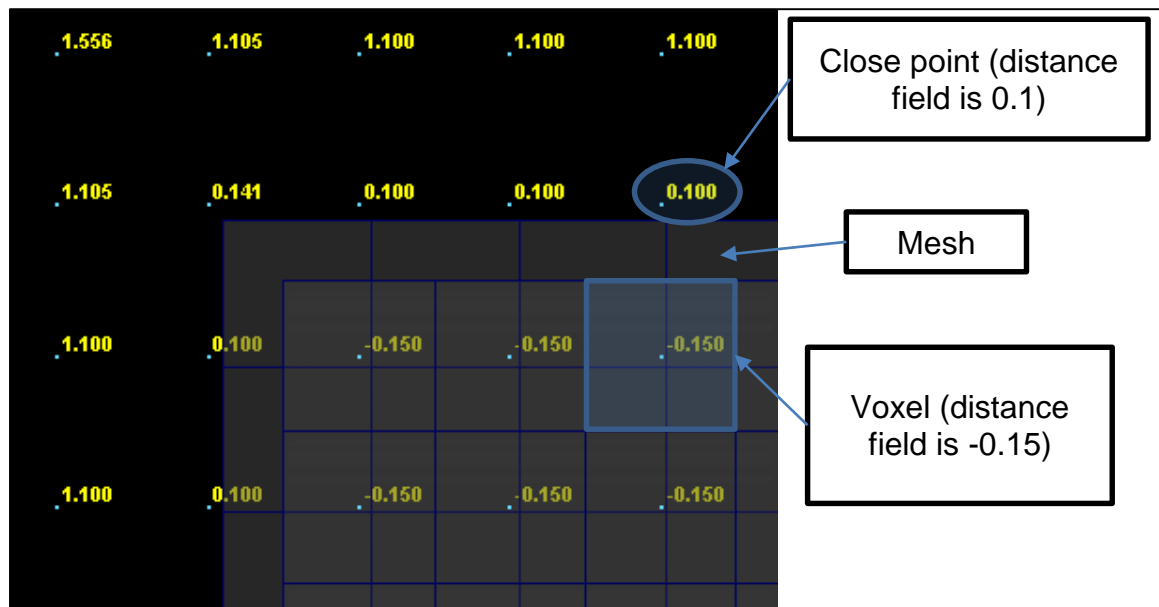 1.556 1.105 1.100 1.100 1.100
Close point (distance
field is 0.1)
1.105 0.141 0.100 0.100 0.100
Mesh
1.100 0.100 -0.150 -0.150 -0.150
Voxel (distance
field is -0.15)
1.100 0.100 -0.150 -0.150 -0.150